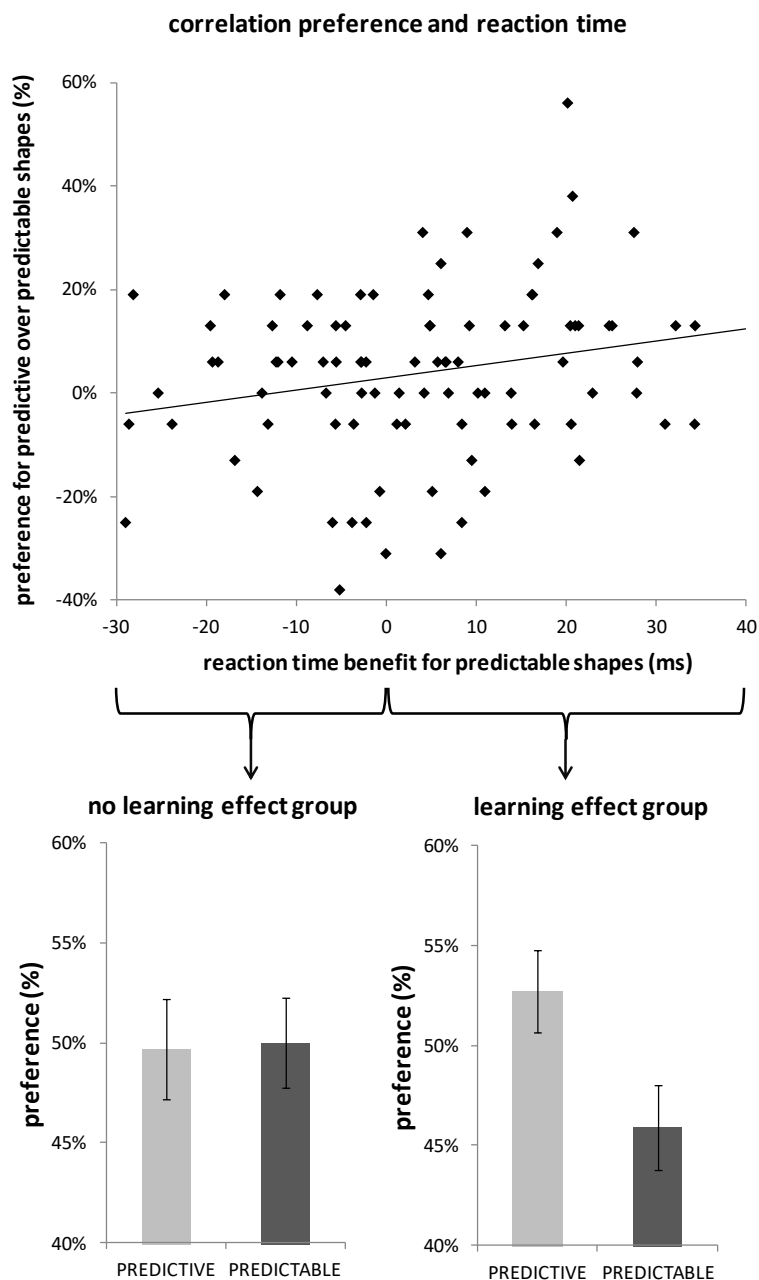 correlation preference and reaction time
preference for predictive over predictable shapes (%)
60%
40%
20%
0%
-20%
-40%
-30 -20 -10 0 10 20 30 40
reaction time benefit for predictable shapes (ms)
no learning effect group
preference (%)
60%
55%
50%
45%
40%
PREDICTIVE PREDICTABLE
learning effect group
preference (%)
60%
55%
50%
45%
40%
PREDICTIVE PREDICTABLE